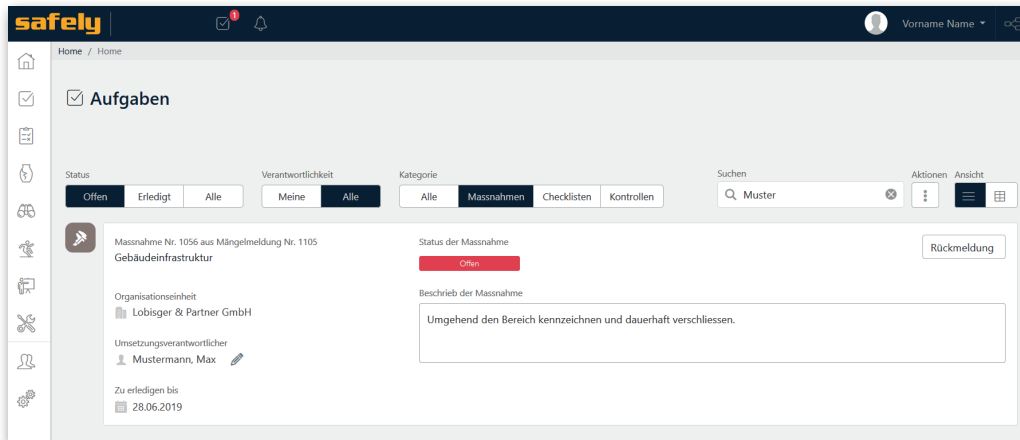 safely
1
Vorname Name
Home / Home
Aufgaben
Status
Verantwortlichkeit
Kategorie
Suchen
Aktionen
Ansicht
Offen
Erledigt
Alle
Meine
Alle
Alle
Massnahmen
Checklisten
Kontrollen
Muster
Massnahme Nr. 1056 aus Mängelmeldung Nr. 1105
Gebäudeinfrastruktur
Status der Massnahme
Offen
Rückmeldung
Organisationseinheit
Lobisger & Partner GmbH
Beschrieb der Massnahme
Umgehend den Bereich kennzeichnen und dauerhaft verschliessen.
Umsetzungsverantwortlicher
Mustermann, Max
Zu erledigen bis
28.06.2019